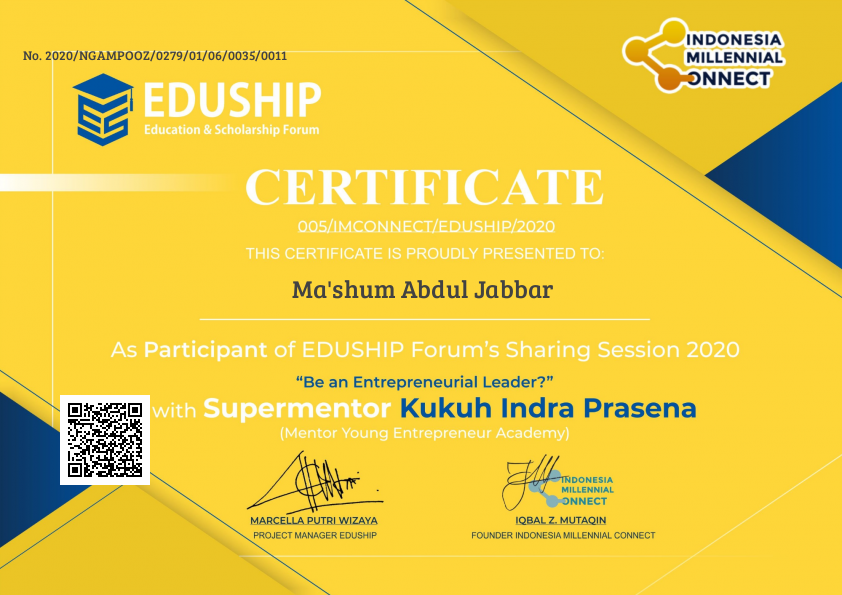 No. 2020/NGAMPOOZ/0279/01/06/0035/0011
INDONESIA
MILLENNIAL
CONNECT
EDUSHIP
Education & Scholarship Forum
CERTIFICATE
005/IMCONNECT/EDUSHIP/2020
THIS CERTIFICATE IS PROUDLY PRESENTED TO:
Ma'shum Abdul Jabbar
As Participant of EDUSHIP Forum's Sharing Session 2020
“Be an Entrepreneurial Leader?”
with Supermentor Kukuh Indra Prasena
(Mentor Young Entrepreneur Academy)
INDONESIA
MILLENNIAL
CONNECT
MARCELLA PUTRI WIZAYA
PROJECT MANAGER EDUSHIP
IQBAL Z. MUTAQIN
FOUNDER INDONESIA MILLENNIAL CONNECT